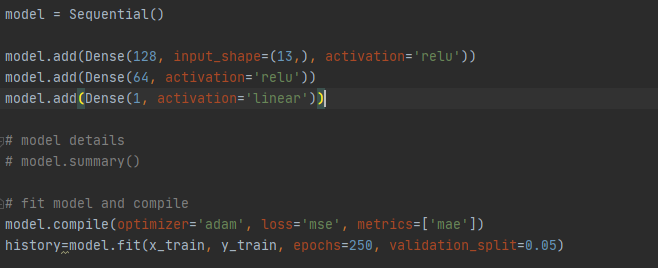 model = Sequential()
model.add(Dense(128, input_shape=(13,), activation='relu'))
model.add(Dense(64, activation='relu'))
model.add(Dense(1, activation='linear'))
# model details
# model.summary()
# fit model and compile
model.compile(optimizer='adam', loss='mse', metrics=['mae'])
history=model.fit(x_train, y_train, epochs=250, validation_split=0.05)